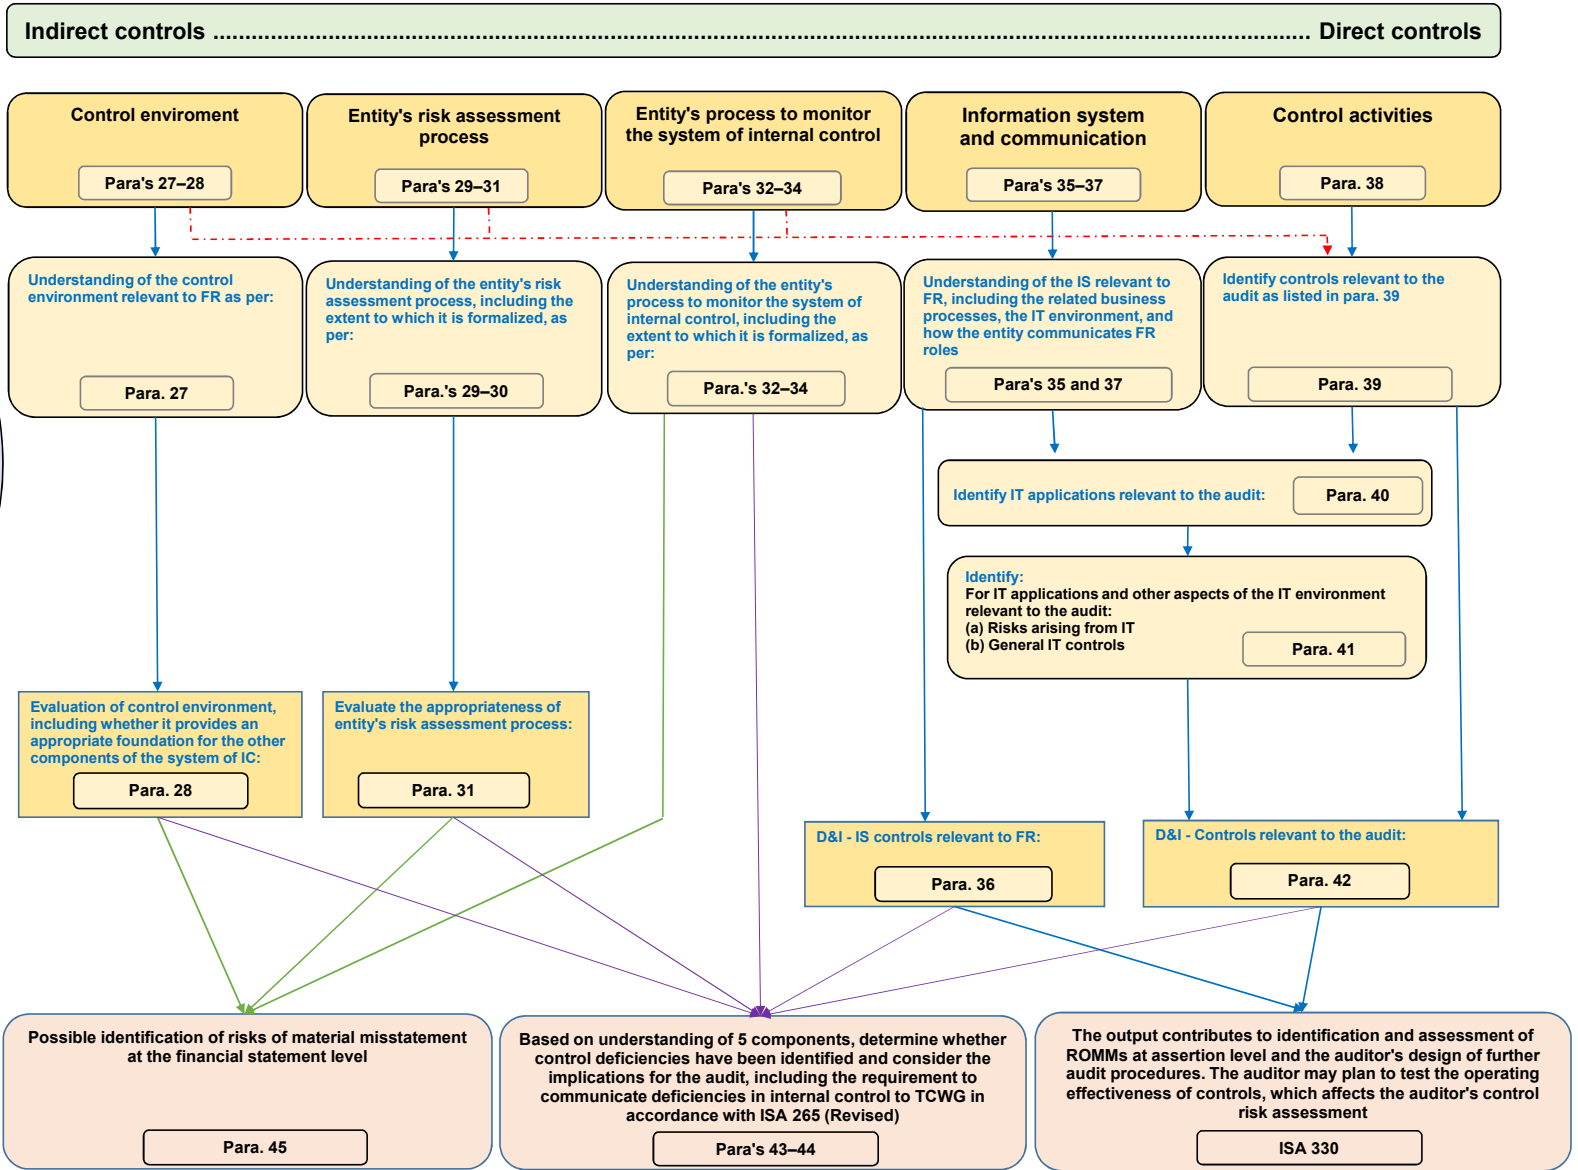 Indirect controls ........................................................................................................................................................................ Direct controls
Control enviroment
Para's 27–28
Entity's risk assessment
process
Para's 29–31
Entity's process to monitor
the system of internal control
Para's 32–34
Information system
and communication
Para's 35–37
Control activities
Para. 38
Understanding of the control
environment relevant to FR as per:
Para. 27
Understanding of the entity's risk
assessment process, including the
extent to which it is formalized, as
per:
Para.'s 29–30
Understanding of the entity's
process to monitor the system of
internal control, including the
extent to which it is formalized, as
per:
Para.'s 32–34
Understanding of the IS relevant to
FR, including the related business
processes, the IT environment, and
how the entity communicates FR
roles
Para's 35 and 37
Identify controls relevant to the
audit as listed in para. 39
Para. 39
Identify IT applications relevant to the audit:
Para. 40
Identify:
For IT applications and other aspects of the IT environment
relevant to the audit:
(a) Risks arising from IT
(b) General IT controls
Para. 41
Evaluation of control environment,
including whether it provides an
appropriate foundation for the other
components of the system of IC:
Para. 28
Evaluate the appropriateness of
entity's risk assessment process:
Para. 31
D&I - IS controls relevant to FR:
Para. 36
D&I - Controls relevant to the audit:
Para. 42
Possible identification of risks of material misstatement
at the financial statement level
Para. 45
Based on understanding of 5 components, determine whether
control deficiencies have been identified and consider the
implications for the audit, including the requirement to
communicate deficiencies in internal control to TCWG in
accordance with ISA 265 (Revised)
Para's 43–44
The output contributes to identification and assessment of
ROMMs at assertion level and the auditor's design of further
audit procedures. The auditor may plan to test the operating
effectiveness of controls, which affects the auditor's control
risk assessment
ISA 330